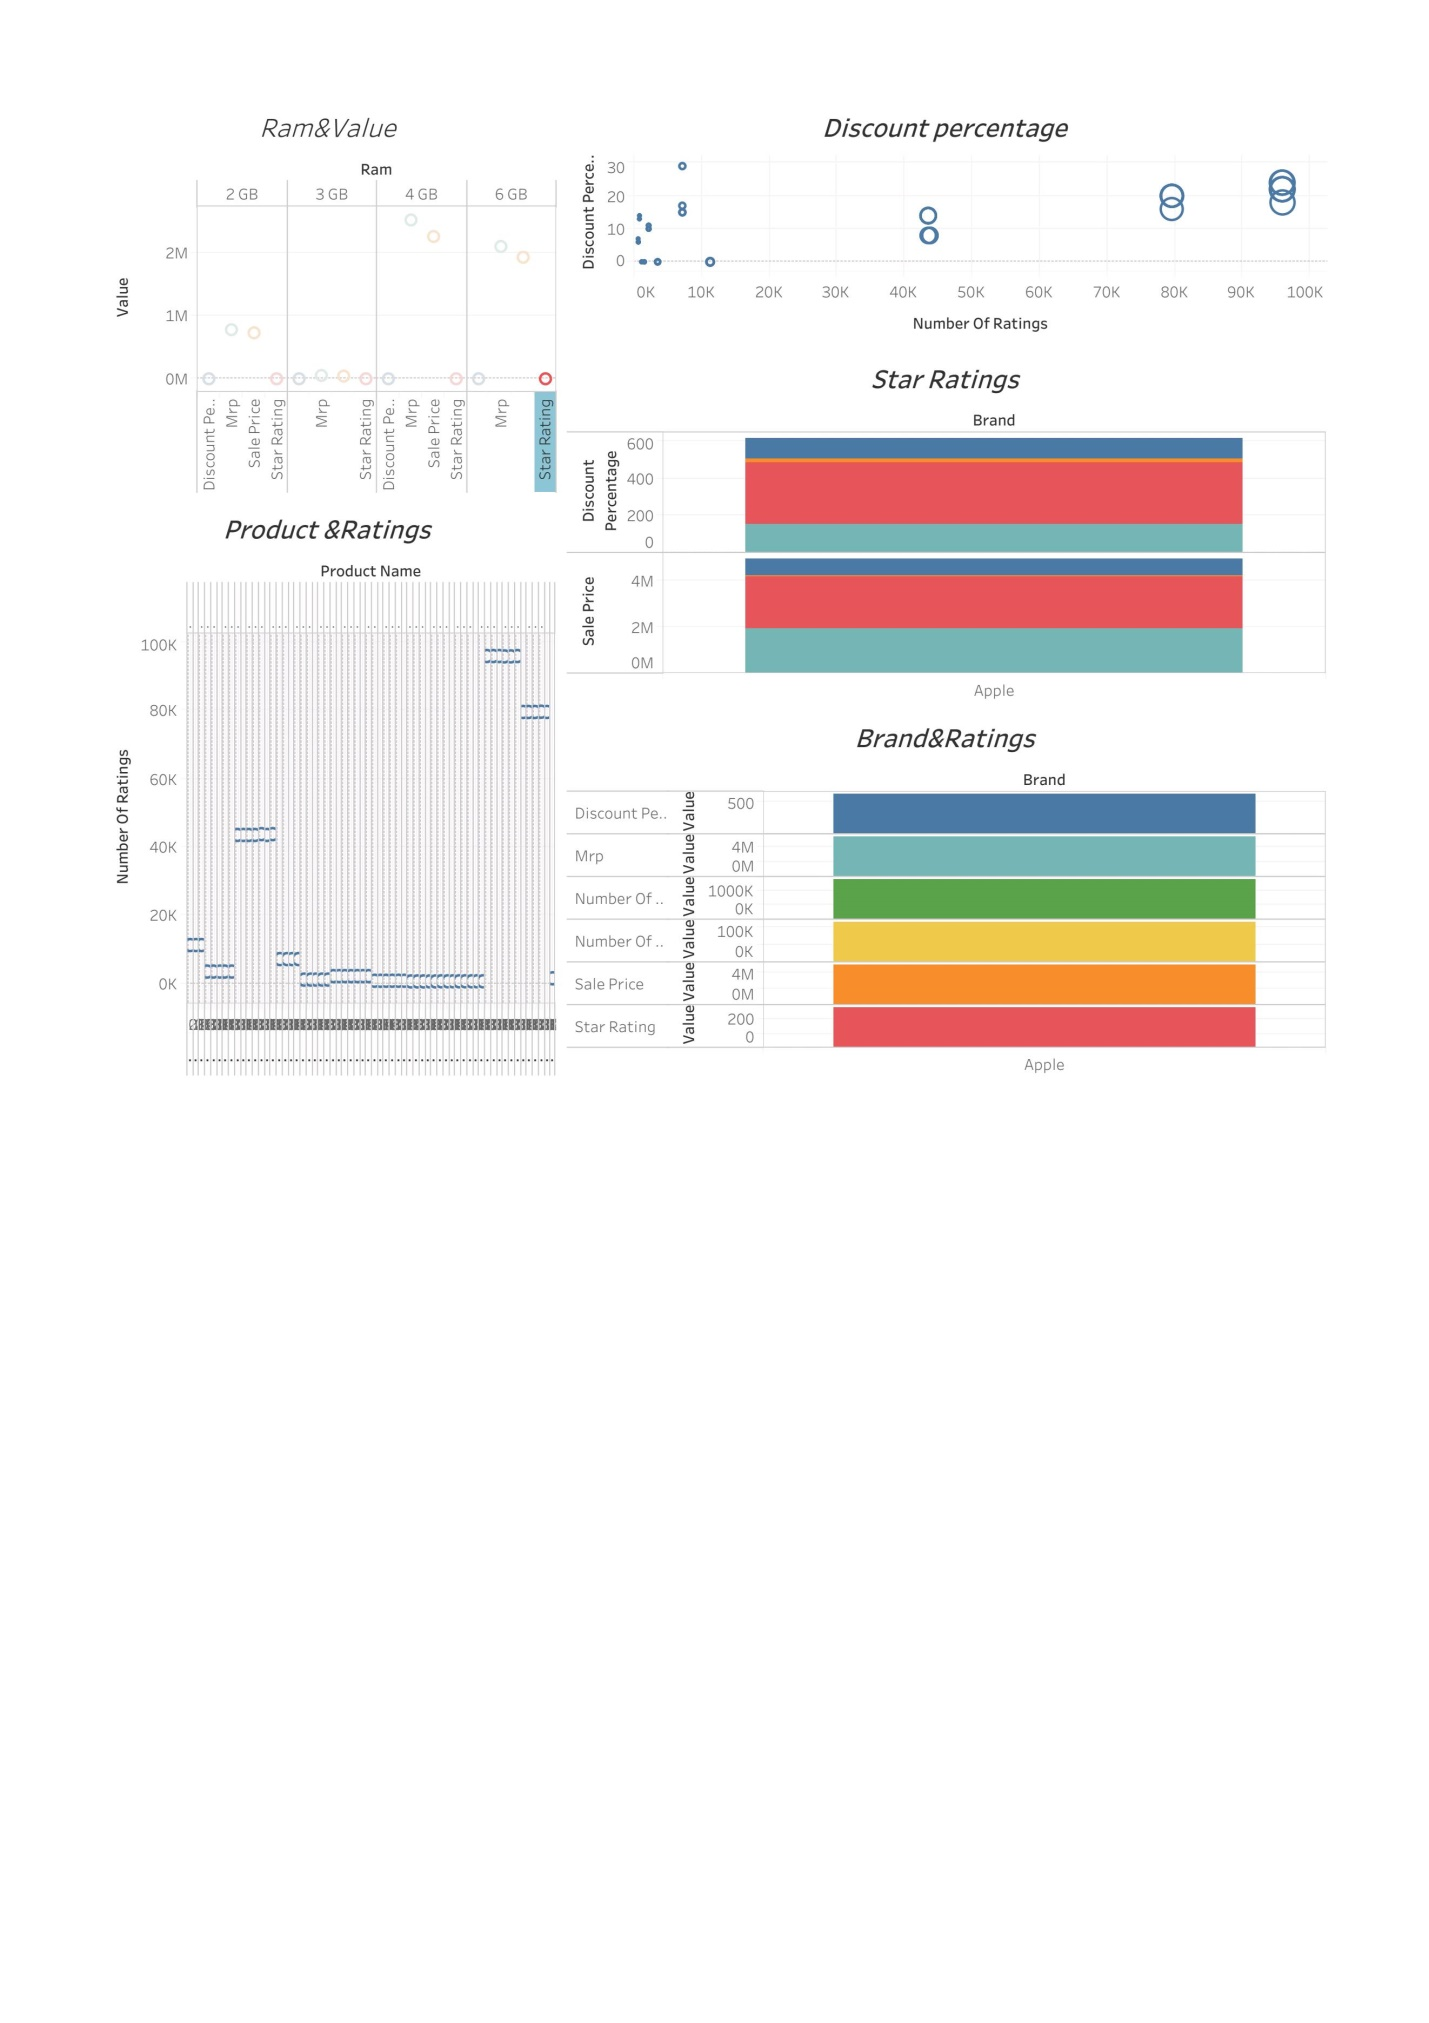 Ram&Value
Ram
2 GB 3 GB 4 GB 6 GB
Value
2M
1M
0M
Discount Pe..
Mrp
Sale Price
Star Rating
Mrp
Star Rating
Discount Pe..
Mrp
Sale Price
Star Rating
Mrp
Star Rating
Product &Ratings
Product Name
Number Of Ratings
100K
80K
60K
40K
20K
0K
Discount percentage
Discount Perce..
30
20
10
0
0K 10K 20K 30K 40K 50K 60K 70K 80K 90K 100K
Number Of Ratings
Star Ratings
Brand
Discount
Percentage
600
400
200
0
Sale Price
4M
2M
0M
Apple
Brand&Ratings
Brand
Discount Pe.. Value 500
Mrp Value 4M
0M
Number Of .. Value 1000K
0K
Number Of .. Value 100K
0K
Sale Price Value 4M
0M
Star Rating Value 200
0
Apple